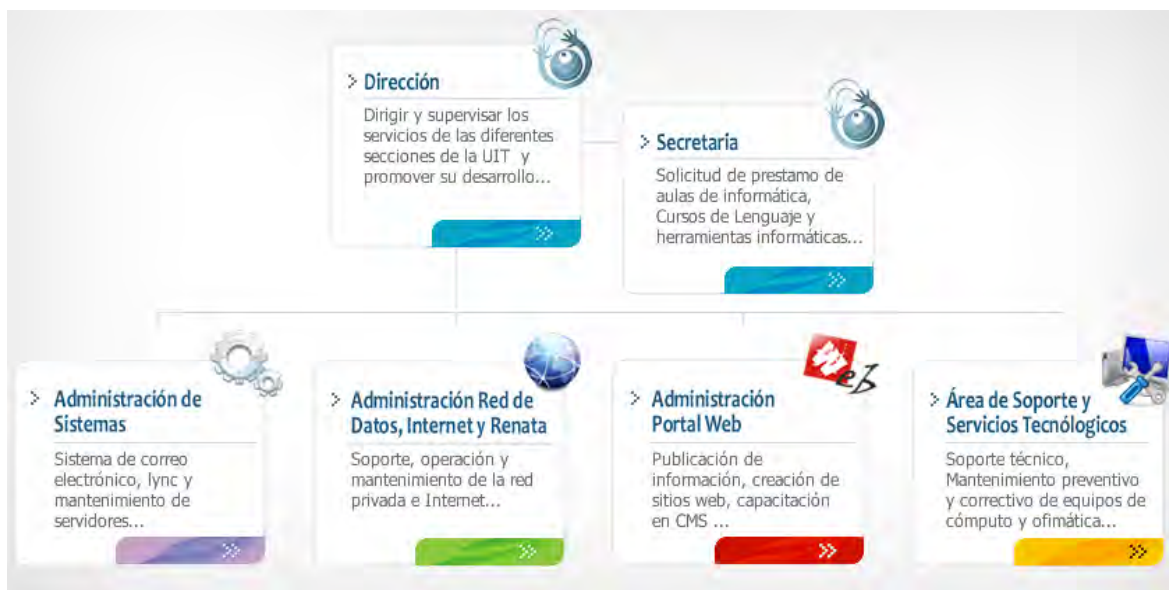 Dirección
Dirigir y supervisar los
servicios de las diferentes
secciones de la UIT y
promover su desarrollo...
Secretaria
Solicitud de prestamo de
aulas de informática,
Cursos de Lenguaje y
herramientas informáticas...
Administración de
Sistemas
Sistema de correo
electrónico, lync y
mantenimiento de
servidores...
Administración Red de
Datos, Internet y Renata
Soporte, operación y
mantenimiento de la red
privada e Internet...
Web
Administración
Portal Web
Publicación de
información, creación de
sitios web, capacitación
en CMS ...
Área de Soporte y
Servicios Tecnólogicos
Soporte técnico,
Mantenimiento preventivo
y correctivo de equipos de
cómputo y ofimática...